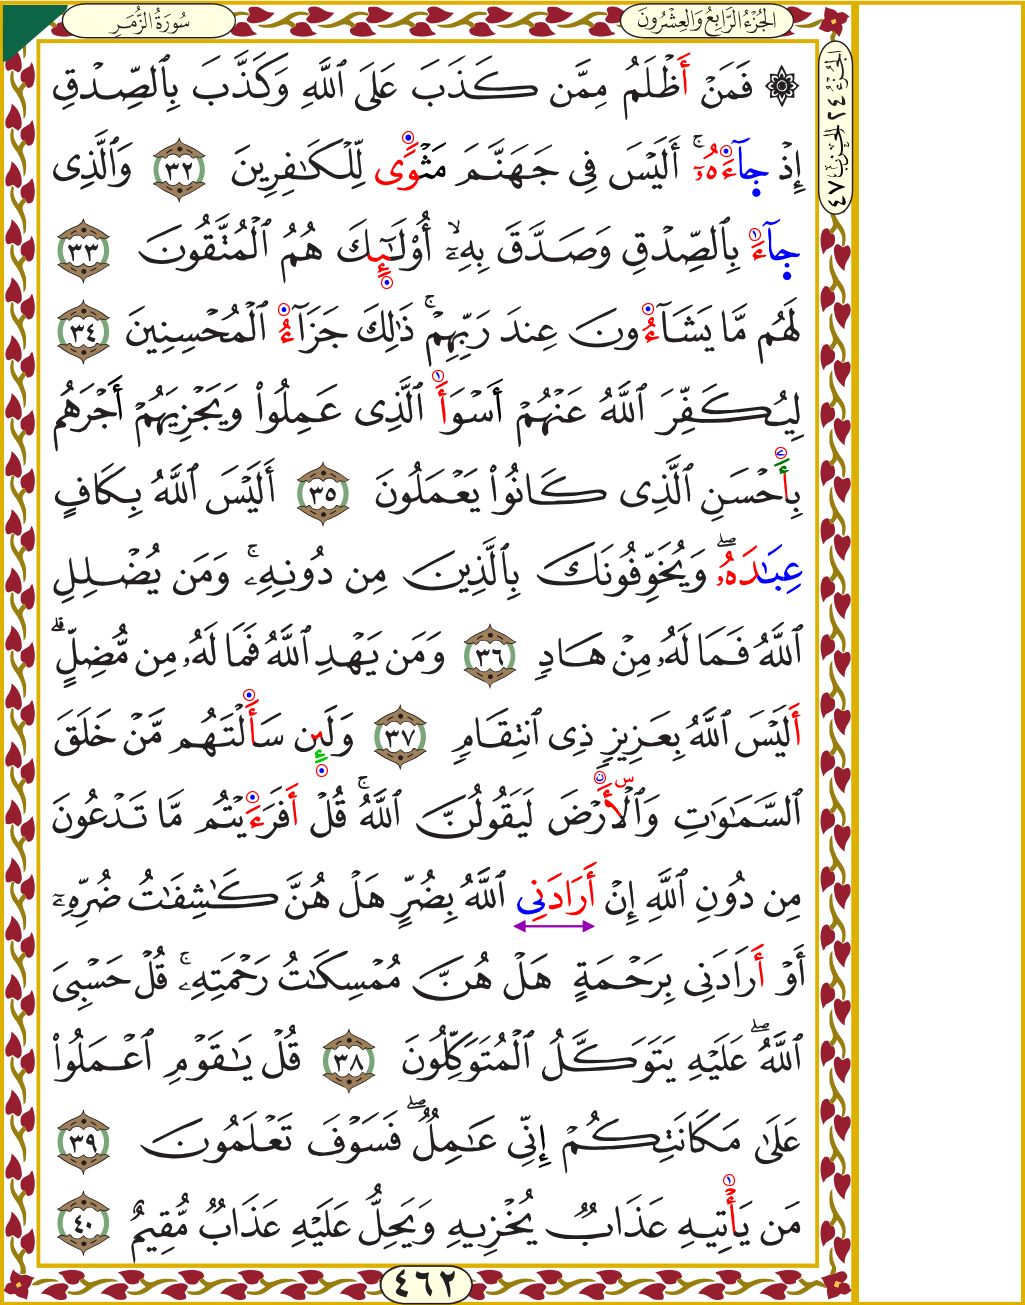 سُورَةُ الزُّمَرِ
الجُزْءُ الرَّابِعُ وَالعِشْرُونَ
الجزء ٢٤ الحزب ٤٧
۞ فَمَنْ أَظْلَمُ مِمَّن كَذَبَ عَلَى ٱللَّهِ وَكَذَّبَ بِٱلصِّدْقِ
إِذْ جَآءَهُۥٓ ۚ أَلَيْسَ فِى جَهَنَّمَ مَثْوًى لِّلْكَٰفِرِينَ ٣٢ وَٱلَّذِى
جَآءَ بِٱلصِّدْقِ وَصَدَّقَ بِهِۦٓ ۙ أُو۟لَٰٓئِكَ هُمُ ٱلْمُتَّقُونَ ٣٣
لَهُم مَّا يَشَآءُونَ عِندَ رَبِّهِمْ ۚ ذَٰلِكَ جَزَآءُ ٱلْمُحْسِنِينَ ٣٤
لِيُكَفِّرَ ٱللَّهُ عَنْهُمْ أَسْوَأَ ٱلَّذِى عَمِلُوا۟ وَيَجْزِيَهُمْ أَجْرَهُم
بِأَحْسَنِ ٱلَّذِى كَانُوا۟ يَعْمَلُونَ ٣٥ أَلَيْسَ ٱللَّهُ بِكَافٍ
عِبَٰدَهُۥ ۖ وَيُخَوِّفُونَكَ بِٱلَّذِينَ مِن دُونِهِۦ ۚ وَمَن يُضْلِلِ
ٱللَّهُ فَمَا لَهُۥ مِنْ هَادٍ ٣٦ وَمَن يَهْدِ ٱللَّهُ فَمَا لَهُۥ مِن مُّضِلٍّ ۗ
أَلَيْسَ ٱللَّهُ بِعَزِيزٍ ذِى ٱنتِقَامٍ ٣٧ وَلَئِن سَأَلْتَهُم مَّنْ خَلَقَ
ٱلسَّمَٰوَٰتِ وَٱلْأَرْضَ لَيَقُولُنَّ ٱللَّهُ ۚ قُلْ أَفَرَءَيْتُم مَّا تَدْعُونَ
مِن دُونِ ٱللَّهِ إِنْ أَرَادَنِى ٱللَّهُ بِضُرٍّ هَلْ هُنَّ كَٰشِفَٰتُ ضُرِّهِۦٓ
أَوْ أَرَادَنِى بِرَحْمَةٍ هَلْ هُنَّ مُمْسِكَٰتُ رَحْمَتِهِۦ ۚ قُلْ حَسْبِىَ
ٱللَّهُ ۖ عَلَيْهِ يَتَوَكَّلُ ٱلْمُتَوَكِّلُونَ ٣٨ قُلْ يَٰقَوْمِ ٱعْمَلُوا۟
عَلَىٰ مَكَانَتِكُمْ إِنِّى عَٰمِلٌ ۖ فَسَوْفَ تَعْلَمُونَ ٣٩
مَن يَأْتِيهِ عَذَابٌ يُخْزِيهِ وَيَحِلُّ عَلَيْهِ عَذَابٌ مُّقِيمٌ ٤٠
٤٦٢